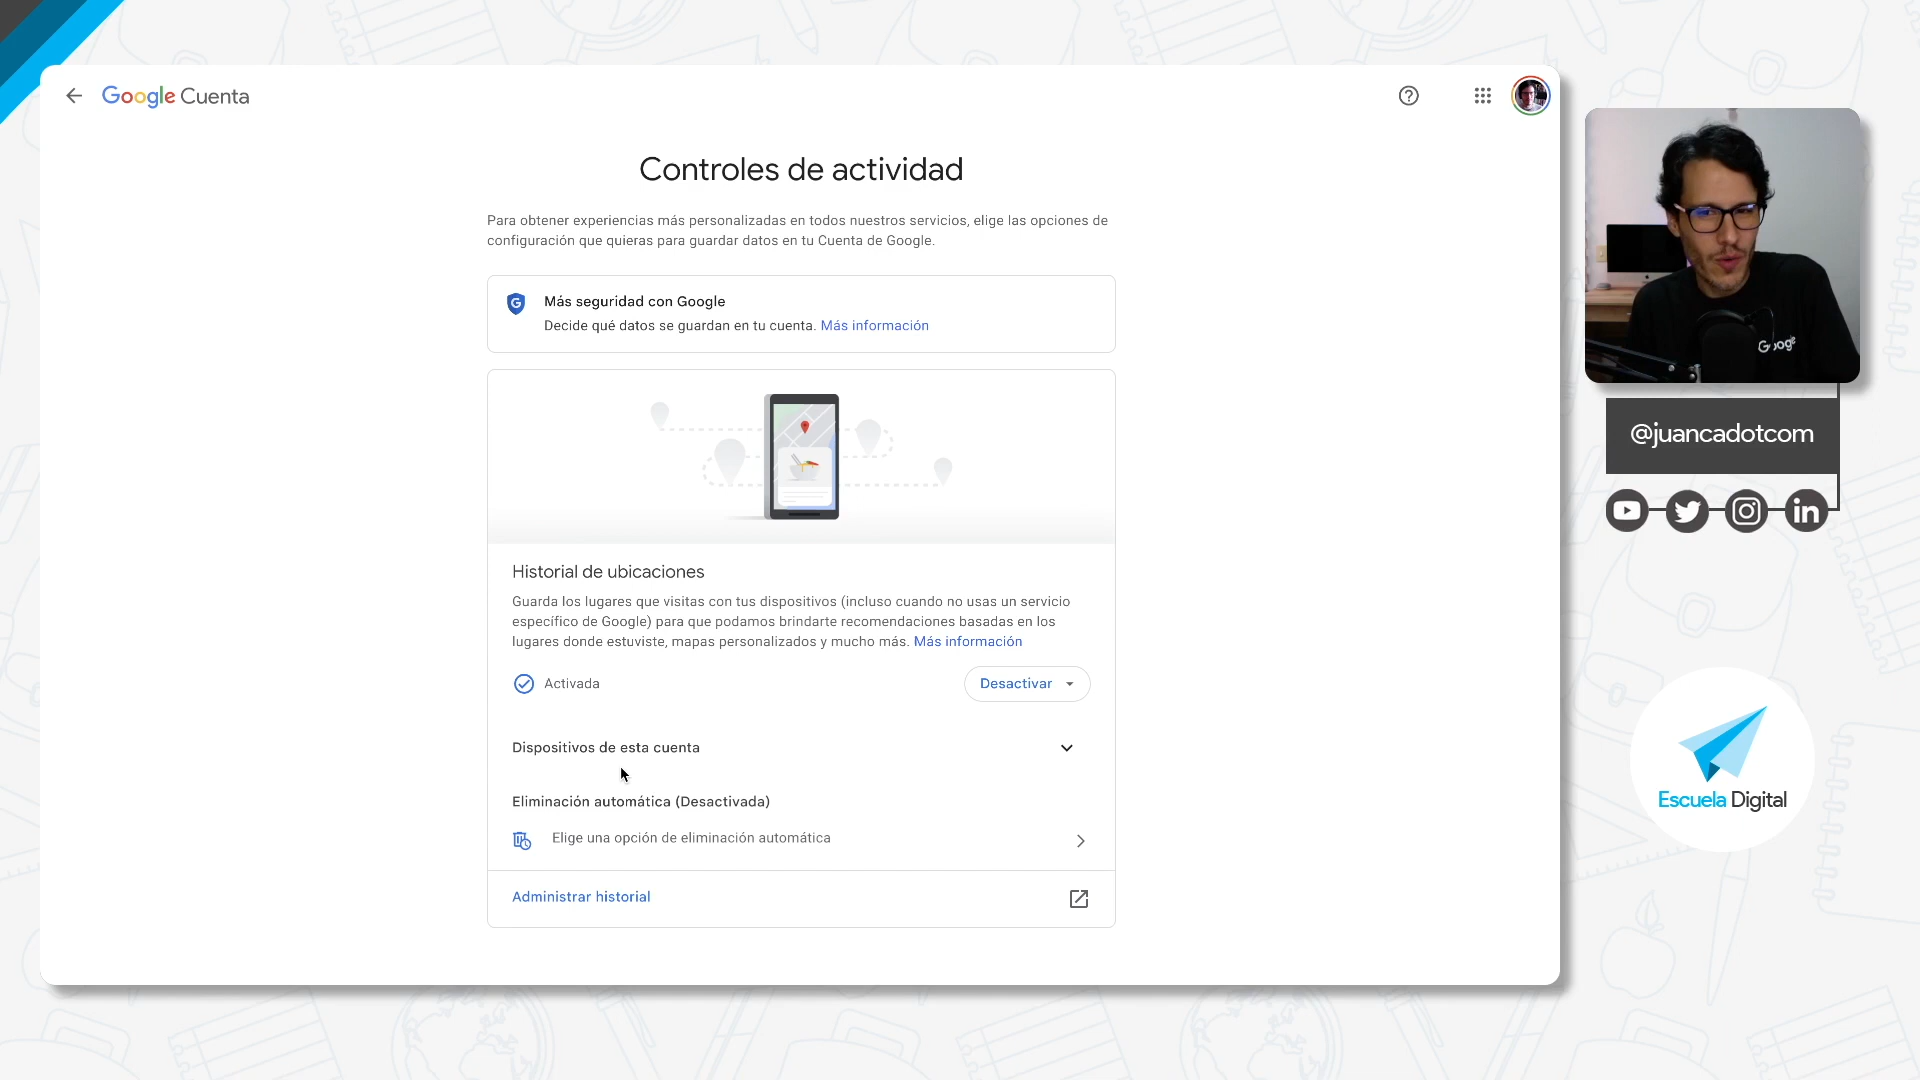 Google Cuenta
Controles de actividad
Para obtener experiencias más personalizadas en todos nuestros servicios, elige las opciones de
configuración que quieras para guardar datos en tu Cuenta de Google.
Más seguridad con Google
Decide qué datos se guardan en tu cuenta. Más información
Historial de ubicaciones
Guarda los lugares que visitas con tus dispositivos (incluso cuando no usas un servicio
específico de Google) para que podamos brindarte recomendaciones basadas en los
lugares donde estuviste, mapas personalizados y mucho más. Más información
Activada
Desactivar
Dispositivos de esta cuenta
Eliminación automática (Desactivada)
Elige una opción de eliminación automática
Administrar historial
Google
@juancadotcom
in
Escuela Digital